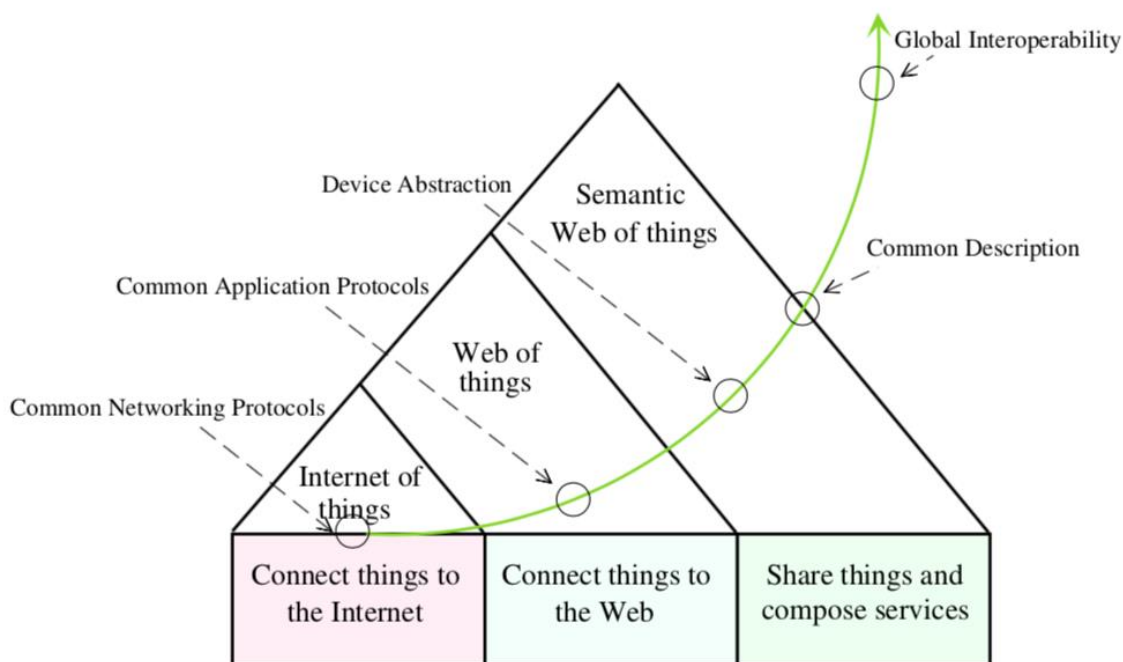 Global Interoperability
Device Abstraction
Semantic
Web of things
Common Description
Common Application Protocols
Web of
things
Common Networking Protocols
Internet of
things
Connect things to
the Internet
Connect things to
the Web
Share things and
compose services